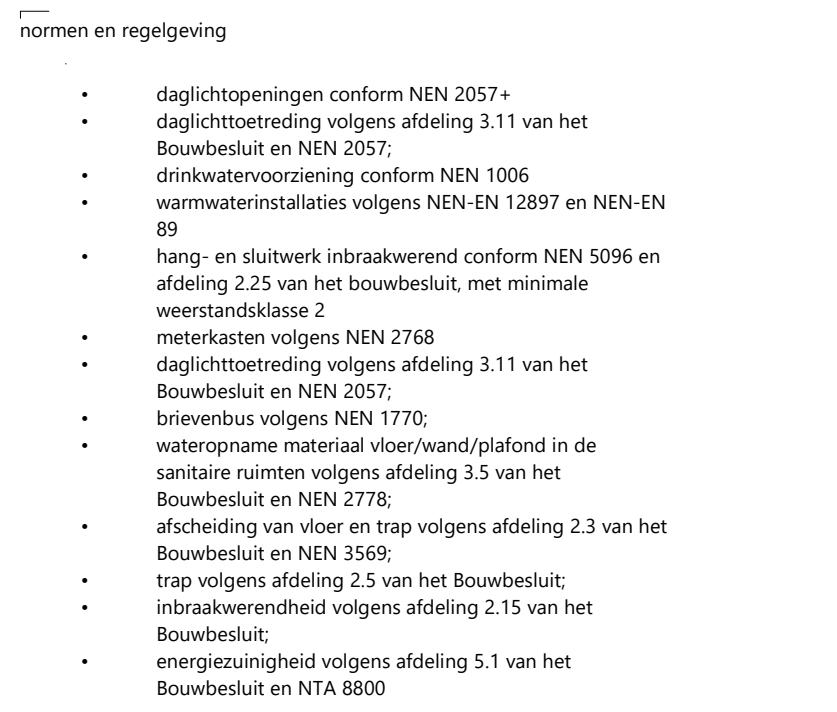 normen en regelgeving
• daglichtopeningen conform NEN 2057+
• daglichttoetreding volgens afdeling 3.11 van het
Bouwbesluit en NEN 2057;
• drinkwatervoorziening conform NEN 1006
• warmwaterinstallaties volgens NEN-EN 12897 en NEN-EN
89
• hang- en sluitwerk inbraakwerend conform NEN 5096 en
afdeling 2.25 van het bouwbesluit, met minimale
weerstandsklasse 2
• meterkasten volgens NEN 2768
• daglichttoetreding volgens afdeling 3.11 van het
Bouwbesluit en NEN 2057;
• brievenbus volgens NEN 1770;
• wateropname materiaal vloer/wand/plafond in de
sanitaire ruimten volgens afdeling 3.5 van het
Bouwbesluit en NEN 2778;
• afscheiding van vloer en trap volgens afdeling 2.3 van het
Bouwbesluit en NEN 3569;
• trap volgens afdeling 2.5 van het Bouwbesluit;
• inbraakwerendheid volgens afdeling 2.15 van het
Bouwbesluit;
• energiezuinigheid volgens afdeling 5.1 van het
Bouwbesluit en NTA 8800